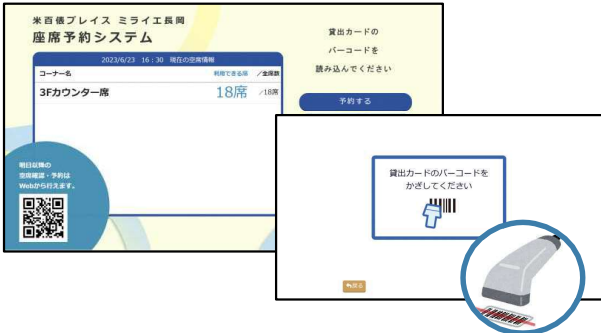 米百俵プレイス ミライエ長岡
座席予約システム
2023/6/23 16:30 現在の空席情報
コーナー名
利用できる席
/全席数
3Fカウンター席
18席
/18席
明日以降の
空席確認・予約は
Webから行えます。
貸出カードの
バーコードを
読み込んでください
予約する
貸出カードのバーコードを
かざしてください
戻る